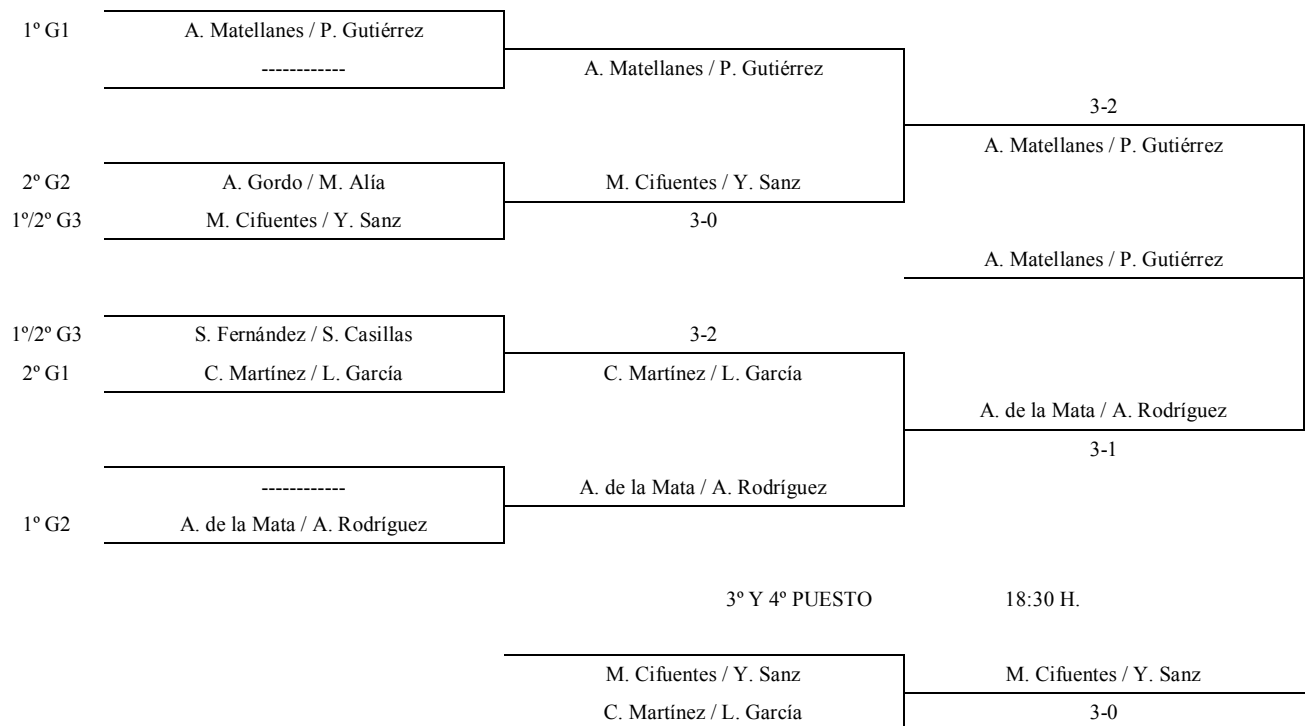 1º G1 A. Matellanes / P. Gutiérrez
------------ A. Matellanes / P. Gutiérrez
3-2
A. Matellanes / P. Gutiérrez
2º G2 A. Gordo / M. Alía M. Cifuentes / Y. Sanz
1º/2º G3 M. Cifuentes / Y. Sanz 3-0
A. Matellanes / P. Gutiérrez
1º/2º G3 S. Fernández / S. Casillas 3-2
2º G1 C. Martínez / L. García C. Martínez / L. García
A. de la Mata / A. Rodríguez
3-1
------------ A. de la Mata / A. Rodríguez
1º G2 A. de la Mata / A. Rodríguez
3º Y 4º PUESTO 18:30 H.
M. Cifuentes / Y. Sanz M. Cifuentes / Y. Sanz
C. Martínez / L. García 3-0